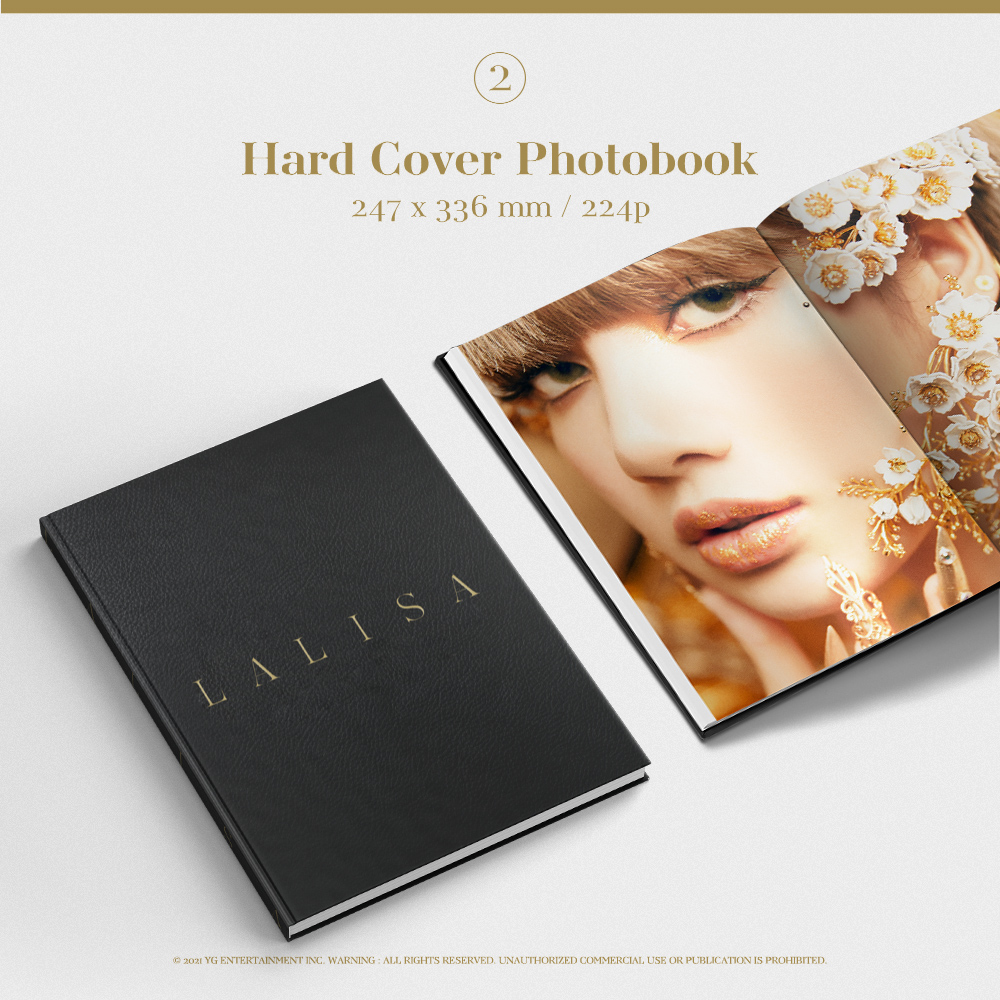 2
Hard Cover Photobook
247 x 336 mm / 224p
LALISA
© 2021 YG ENTERTAINMENT INC. WARNING : ALL RIGHTS RESERVED. UNAUTHORIZED COMMERCIAL USE OR PUBLICATION IS PROHIBITED.